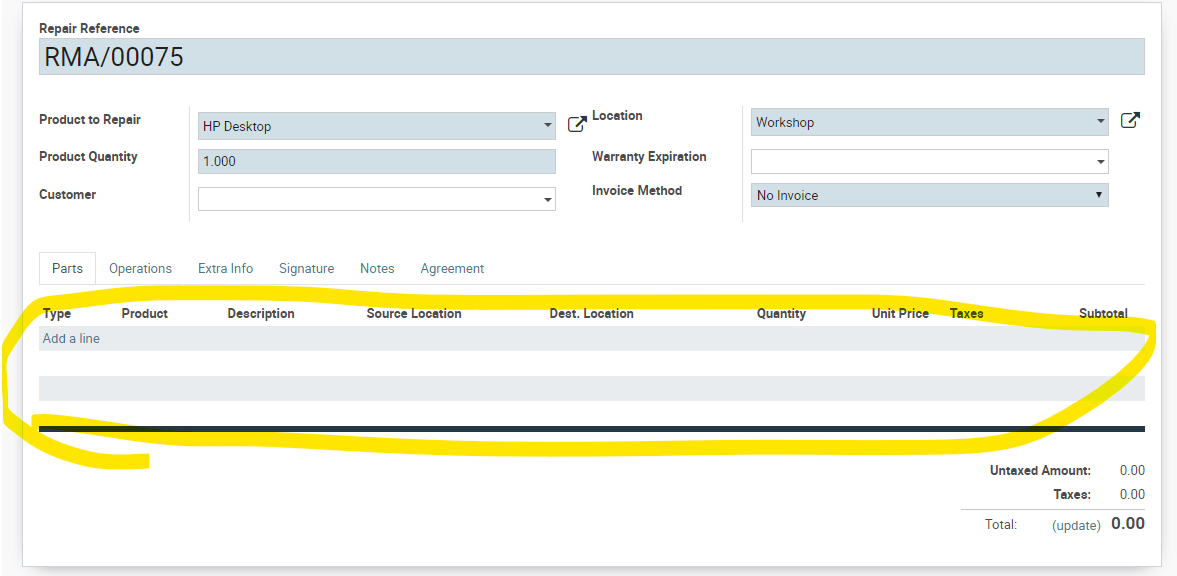 Repair Reference
RMA/00075
Product to Repair HP Desktop Location Workshop
Product Quantity 1.000 Warranty Expiration
Customer Invoice Method No Invoice
Parts Operations Extra Info Signature Notes Agreement
Type Product Description Source Location Dest. Location Quantity Unit Price Taxes Subtotal
Add a line
Untaxed Amount: 0.00
Taxes: 0.00
Total: (update) 0.00